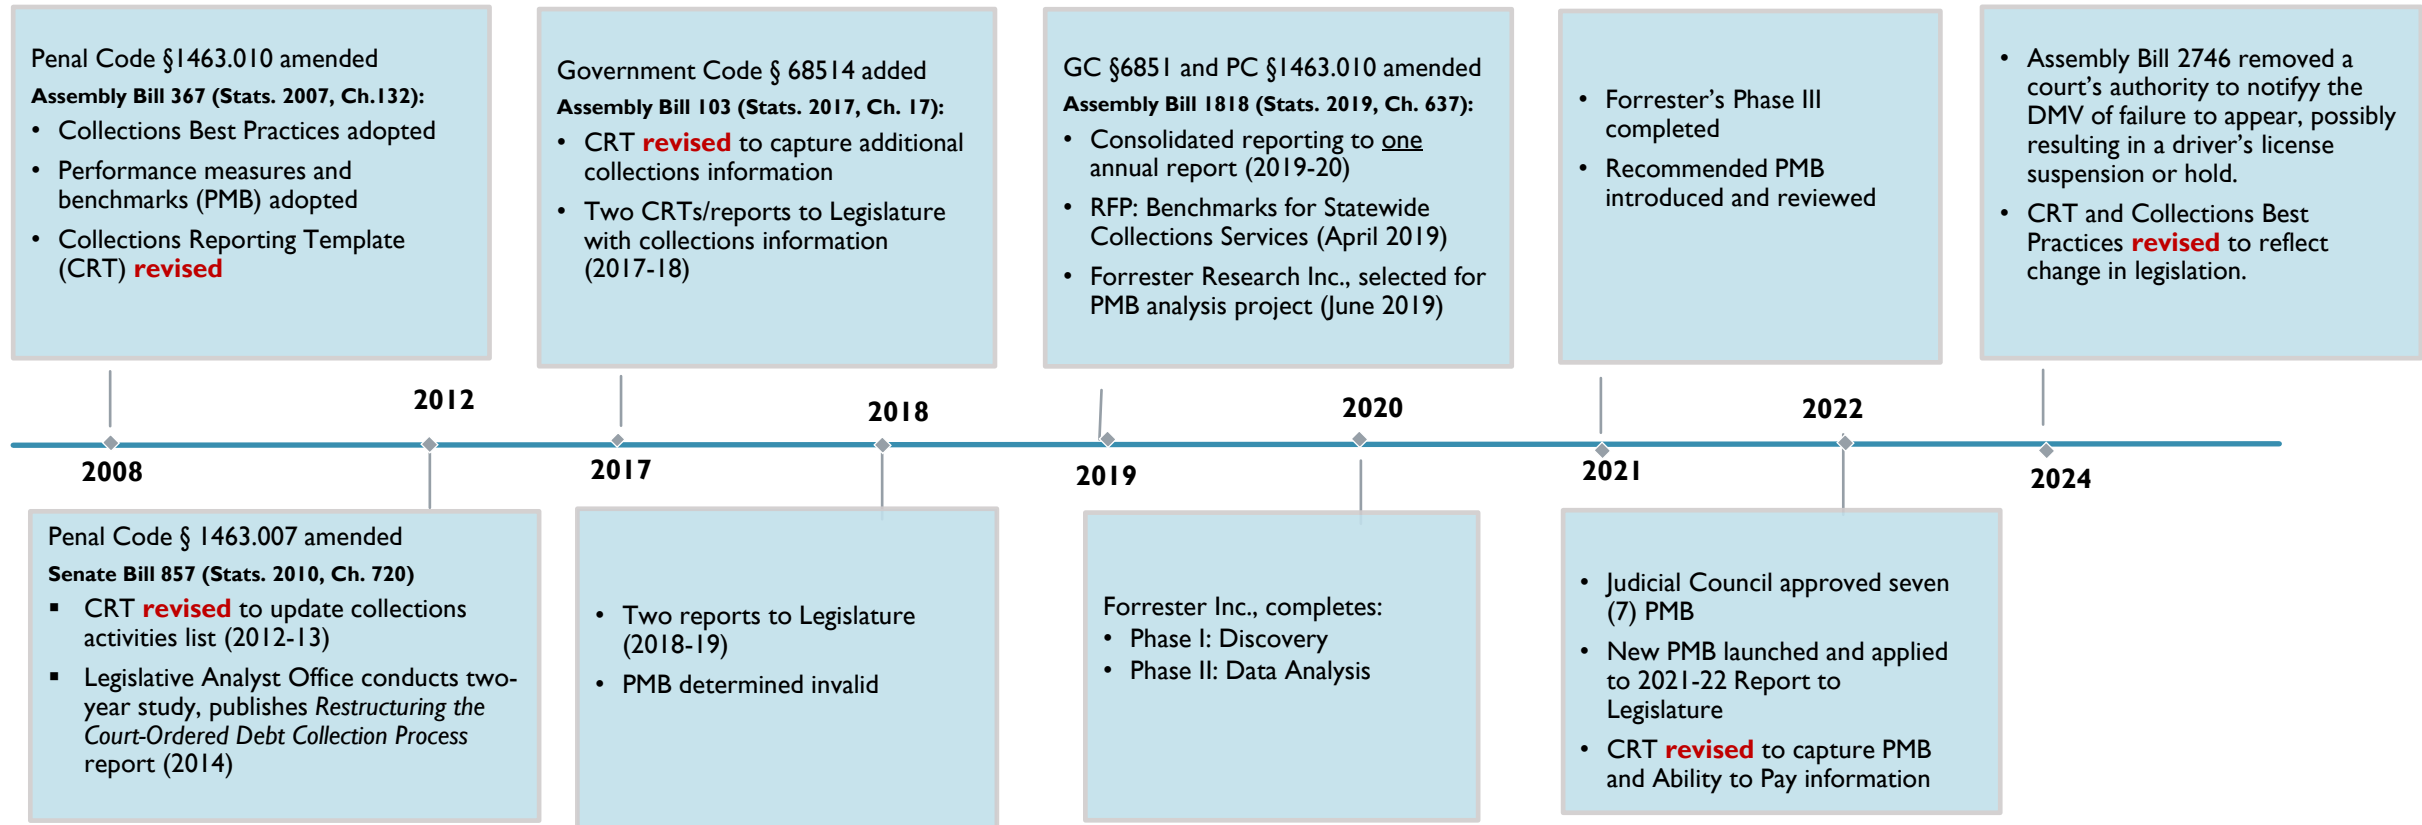 Penal Code §1463.010 amended
Assembly Bill 367 (Stats. 2007, Ch.132):
• Collections Best Practices adopted
• Performance measures and
benchmarks (PMB) adopted
• Collections Reporting Template
(CRT) revised
Government Code § 68514 added
Assembly Bill 103 (Stats. 2017, Ch. 17):
• CRT revised to capture additional
collections information
• Two CRTs/reports to Legislature
with collections information
(2017-18)
GC §6851 and PC §1463.010 amended
Assembly Bill 1818 (Stats. 2019, Ch. 637):
• Consolidated reporting to one
annual report (2019-20)
• RFP: Benchmarks for Statewide
Collections Services (April 2019)
• Forrester Research Inc., selected for
PMB analysis project (June 2019)
• Forrester’s Phase III
completed
• Recommended PMB
introduced and reviewed
• Assembly Bill 2746 removed a
court’s authority to notifyy the
DMV of failure to appear, possibly
resulting in a driver’s license
suspension or hold.
• CRT and Collections Best
Practices revised to reflect
change in legislation.
2008
2012
2017
2018
2019
2020
2021
2022
2024
Penal Code § 1463.007 amended
Senate Bill 857 (Stats. 2010, Ch. 720)
▪ CRT revised to update collections
activities list (2012-13)
▪ Legislative Analyst Office conducts two-
year study, publishes Restructuring the
Court-Ordered Debt Collection Process
report (2014)
• Two reports to Legislature
(2018-19)
• PMB determined invalid
Forrester Inc., completes:
• Phase I: Discovery
• Phase II: Data Analysis
• Judicial Council approved seven
(7) PMB
• New PMB launched and applied
to 2021-22 Report to
Legislature
• CRT revised to capture PMB
and Ability to Pay information